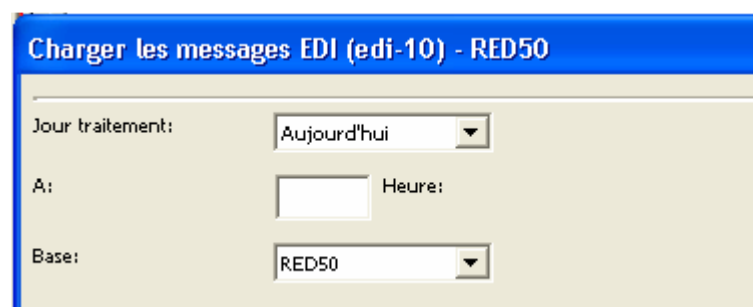 Charger les messages EDI (edi-10) - RED50
Jour traitement: Aujourd'hui
A: Heure:
Base: RED50